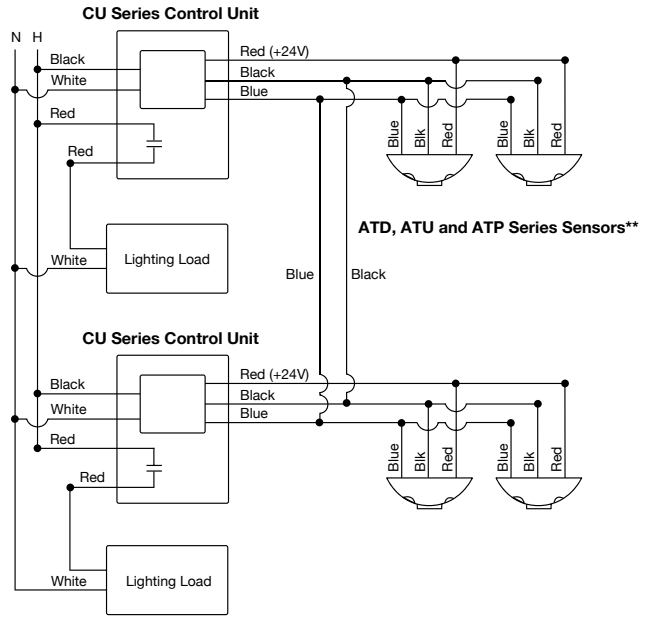 CU Series Control Unit
N H
Black
White
Red
Red
Red (+24V)
Black
Blue
Blue
Blk
Red
Blue
Blk
Red
ATD, ATU and ATP Series Sensors**
White
Lighting Load
Blue
Black
CU Series Control Unit
Black
White
Red
Red
Red (+24V)
Black
Blue
Blue
Blk
Red
Blue
Blk
Red
White
Lighting Load